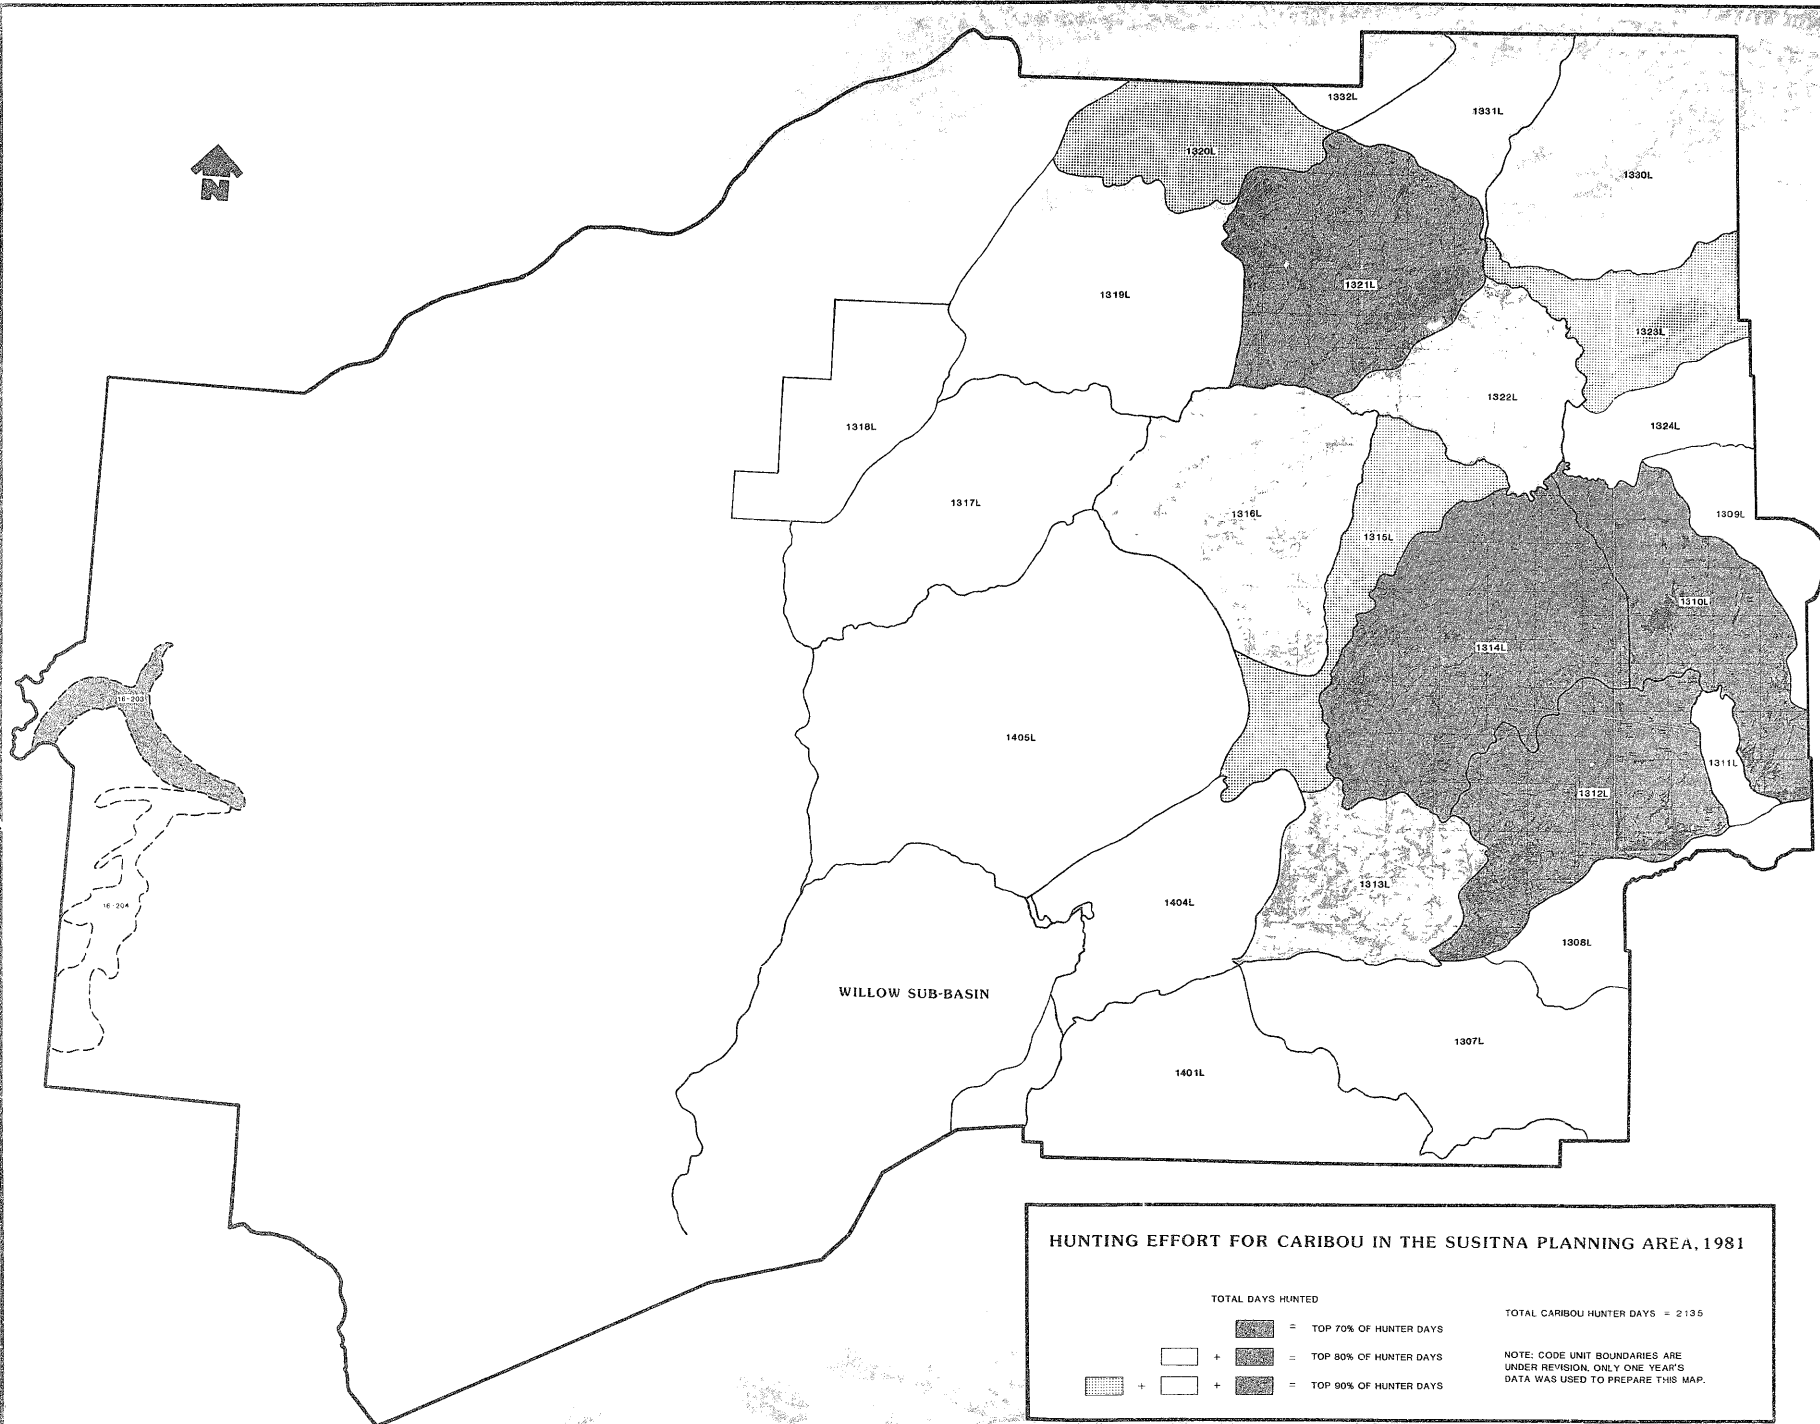 N
1332L
1331L
1320L
1330L
1321L
1319L
1323L
1322L
1318L
1324L
1317L
1316L
1309L
1315L
1310L
1314L
16-203
1405L
1311L
1312L
1313L
1404L
16-204
1308L
WILLOW SUB-BASIN
1307L
1401L
HUNTING EFFORT FOR CARIBOU IN THE SUSITNA PLANNING AREA, 1981
TOTAL DAYS HUNTED
TOTAL CARIBOU HUNTER DAYS = 2135
= TOP 70% OF HUNTER DAYS
+ = TOP 80% OF HUNTER DAYS
+ + = TOP 90% OF HUNTER DAYS
NOTE: CODE UNIT BOUNDARIES ARE
UNDER REVISION. ONLY ONE YEAR'S
DATA WAS USED TO PREPARE THIS MAP.